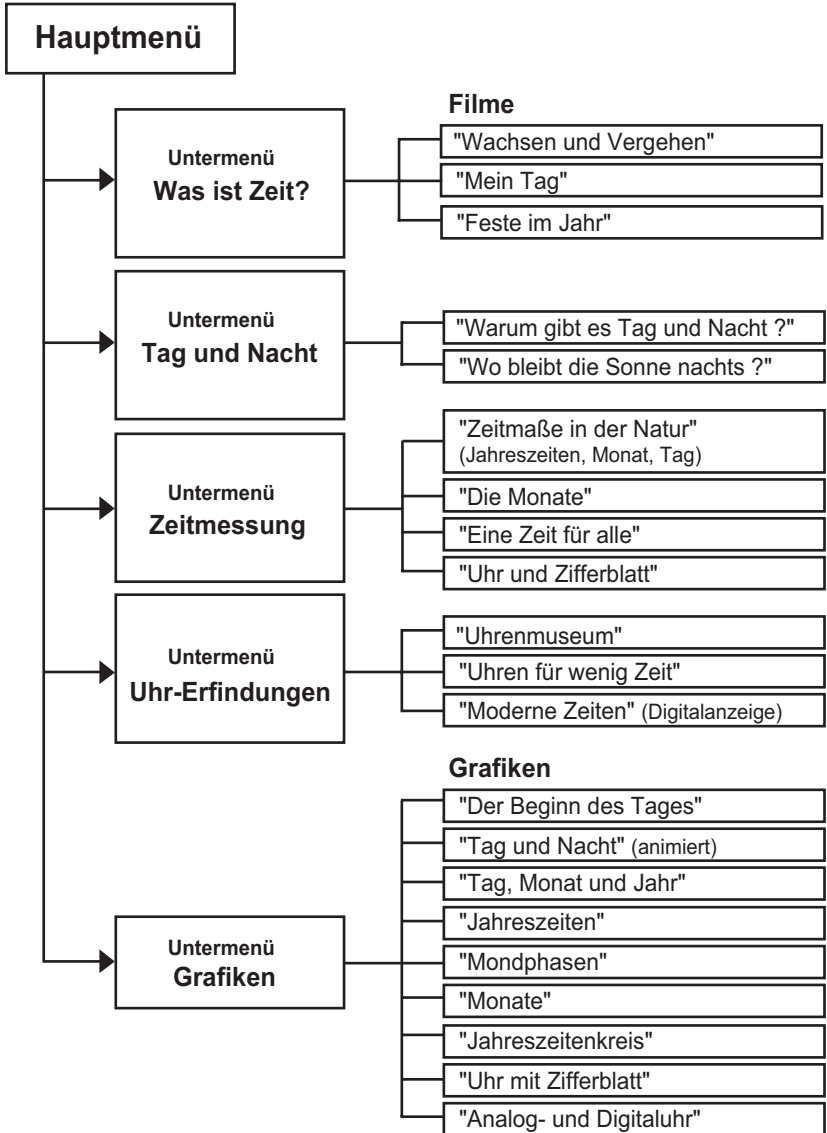 Hauptmenü
Filme
Untermenü
Was ist Zeit?
"Wachsen und Vergehen"
"Mein Tag"
"Feste im Jahr"
Untermenü
Tag und Nacht
"Warum gibt es Tag und Nacht ?"
"Wo bleibt die Sonne nachts ?"
Untermenü
Zeitmessung
"Zeitmaße in der Natur"
(Jahreszeiten, Monat, Tag)
"Die Monate"
"Eine Zeit für alle"
"Uhr und Zifferblatt"
Untermenü
Uhr-Erfindungen
"Uhrenmuseum"
"Uhren für wenig Zeit"
"Moderne Zeiten" (Digitalanzeige)
Grafiken
Untermenü
Grafiken
"Der Beginn des Tages"
"Tag und Nacht" (animiert)
"Tag, Monat und Jahr"
"Jahreszeiten"
"Mondphasen"
"Monate"
"Jahreszeitenkreis"
"Uhr mit Zifferblatt"
"Analog- und Digitaluhr"